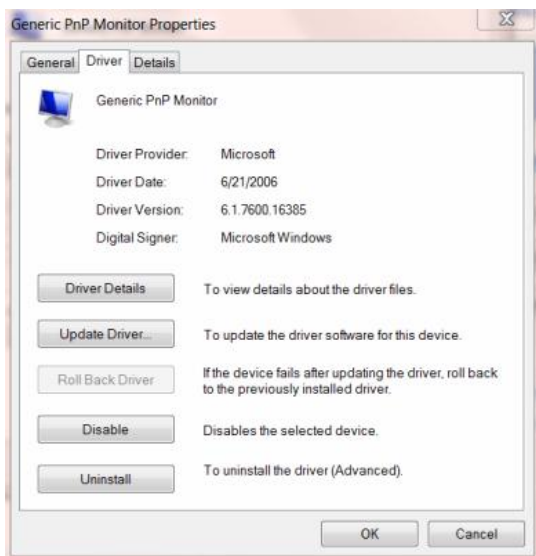 Generic PnP Monitor Properties
General Driver Details
Generic PnP Monitor
Driver Provider: Microsoft
Driver Date: 6/21/2006
Driver Version: 6.1.7600.16385
Digital Signer: Microsoft Windows
Driver Details To view details about the driver files.
Update Driver... To update the driver software for this device.
Roll Back Driver If the device fails after updating the driver, roll back
to the previously installed driver.
Disable Disables the selected device.
Uninstall To uninstall the driver (Advanced).
OK Cancel